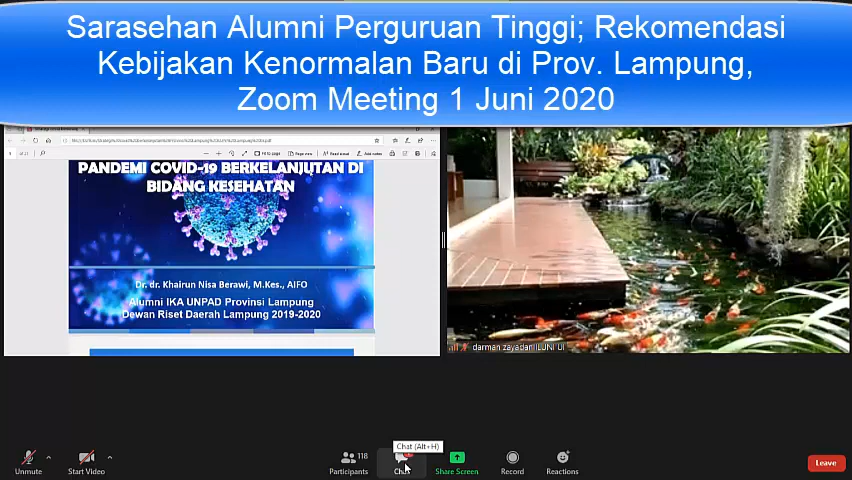 Sarasehan Alumni Perguruan Tinggi; Rekomendasi
Kebijakan Kenormalan Baru di Prov. Lampung,
Zoom Meeting 1 Juni 2020
PANDEMI COVID-19 BERKELANJUTAN DI
BIDANG KESEHATAN
Dr. dr. Khairun Nisa Berawi, M.Kes., AIFO
Alumni IKA UNPAD Provinsi Lampung
Dewan Riset Daerah Lampung 2019-2020
darman zayadan ILUNI UI
Chat (Alt+H)
118
Unmute
Start Video
Participants
Chat
Share Screen
Record
Reactions
Leave